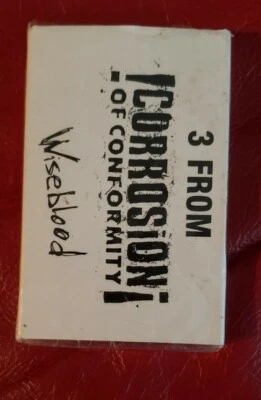 3 FROM
CORROSION
OF CONFORMITY
Wiseblood